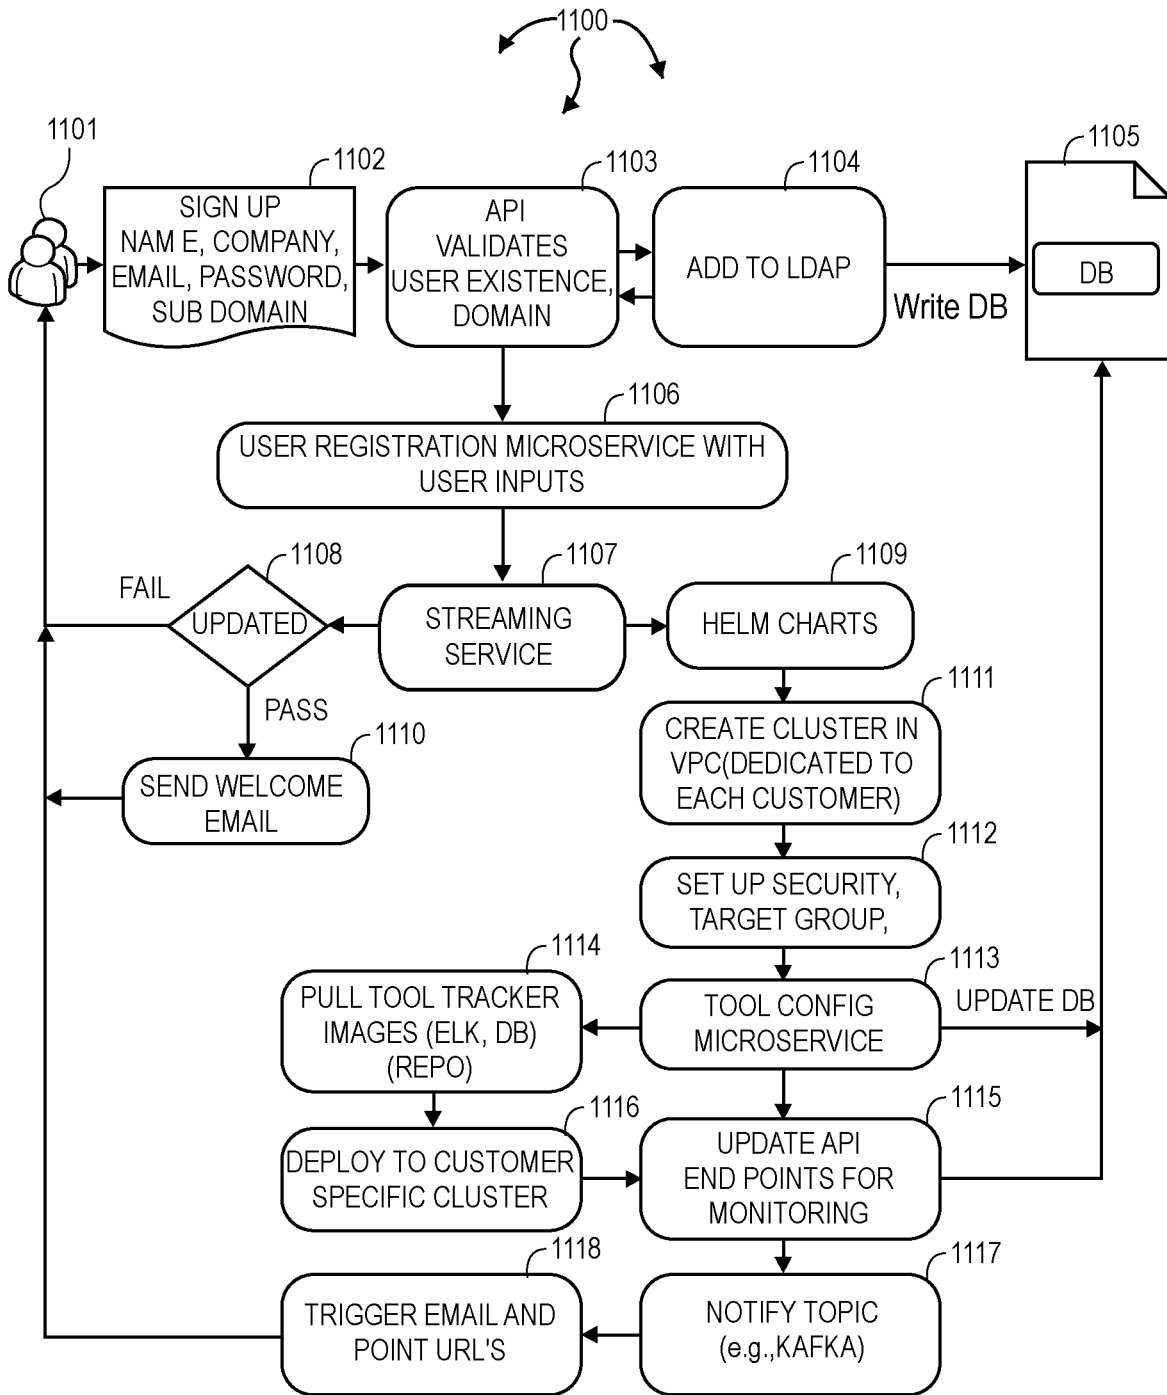 1100
1101
1102
SIGN UP
NAM E, COMPANY,
EMAIL, PASSWORD,
SUB DOMAIN
1103
API
VALIDATES
USER EXISTENCE,
DOMAIN
1104
ADD TO LDAP
Write DB
1105
DB
1106
USER REGISTRATION MICROSERVICE WITH
USER INPUTS
1107
STREAMING
SERVICE
1108
UPDATED
FAIL
PASS
1109
HELM CHARTS
1110
SEND WELCOME
EMAIL
1111
CREATE CLUSTER IN
VPC(DEDICATED TO
EACH CUSTOMER)
1112
SET UP SECURITY,
TARGET GROUP,
1113
TOOL CONFIG
MICROSERVICE
UPDATE DB
1114
PULL TOOL TRACKER
IMAGES (ELK, DB)
(REPO)
1116
DEPLOY TO CUSTOMER
SPECIFIC CLUSTER
1115
UPDATE API
END POINTS FOR
MONITORING
1117
NOTIFY TOPIC
(e.g.,KAFKA)
1118
TRIGGER EMAIL AND
POINT URL'S